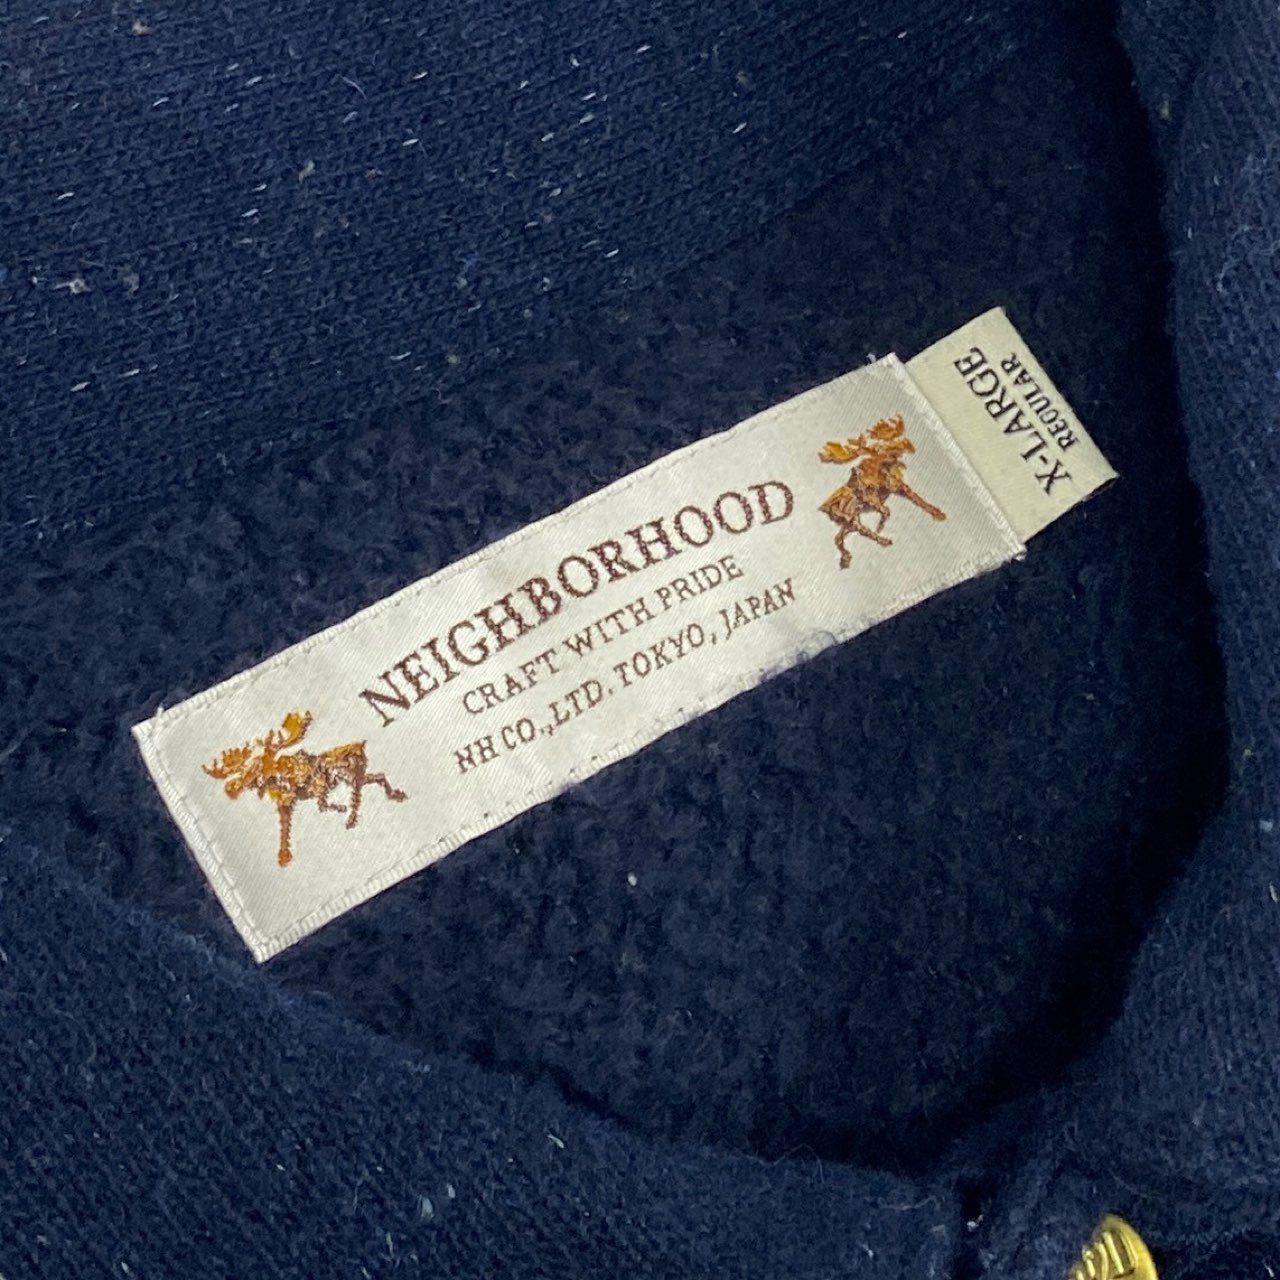 NEIGHBORHOOD
CRAFT WITH PRIDE
NH CO.,LTD. TOKYO, JAPAN
X-LARGE
REGULAR